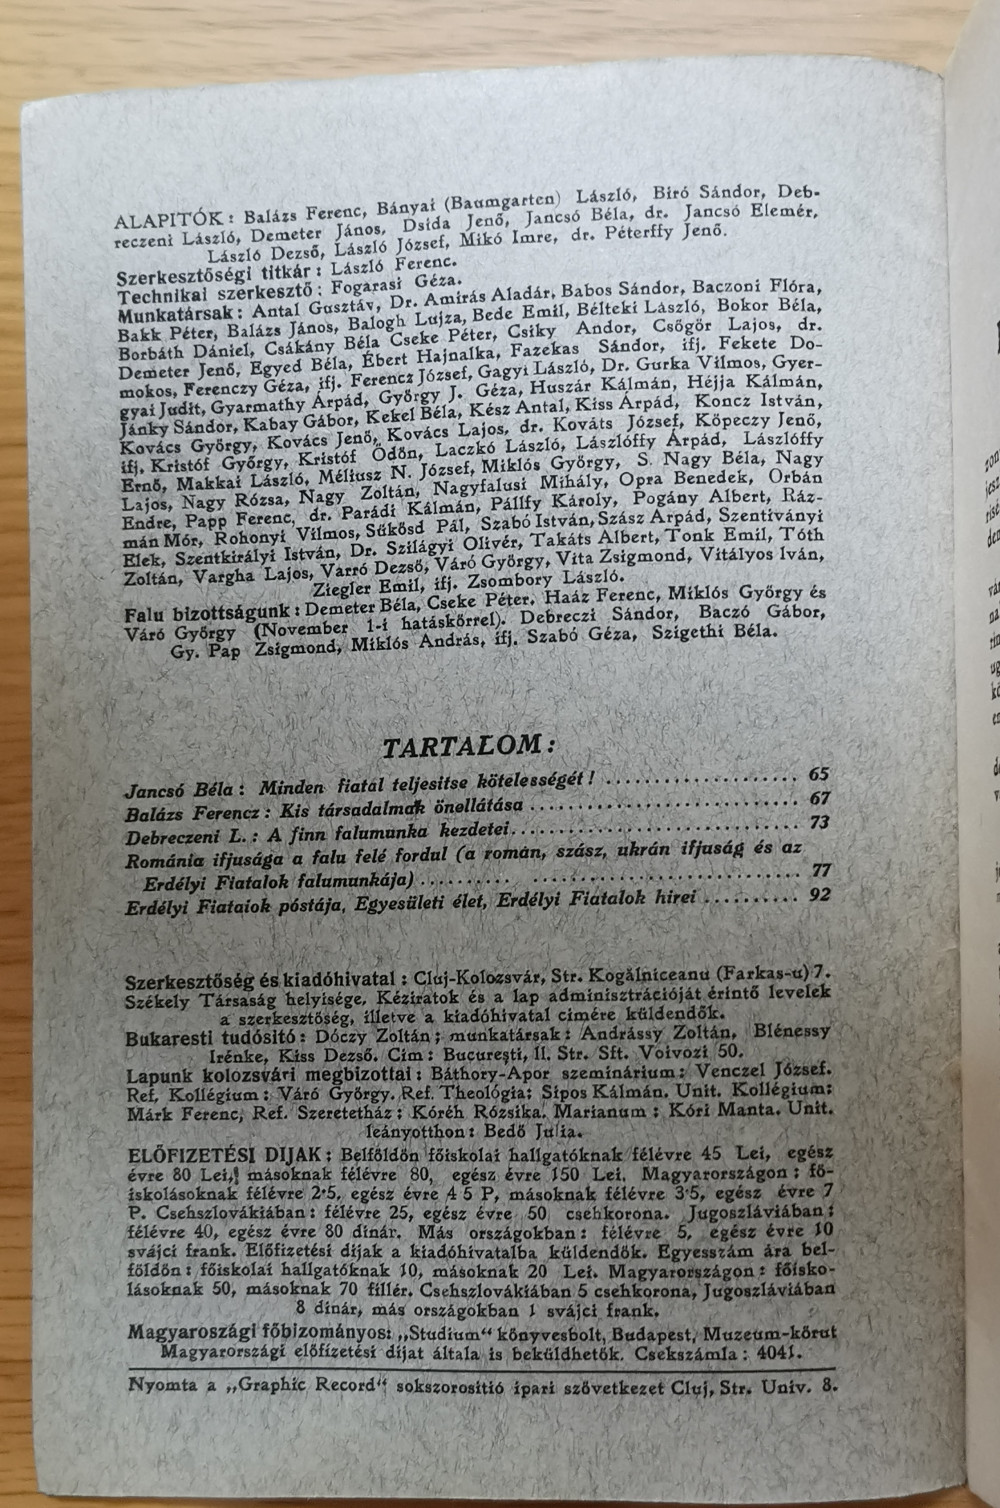 ALAPITÓK: Balázs Ferenc, Bányai (Baumgarten) László, Biró Sándor, Deb-
reczeni László, Demeter János, Dsida Jenő, Jancsó Béla, dr. Jancsó Elemér,
László Dezső, László József, Mikó Imre, dr. Péterffy Jenő.
Szerkesztőségi titkár: László Ferenc.
Technikai szerkesztő: Fogarasi Géza.
Munkatársak: Antal Gusztáv, Dr. Amirás Aladár, Babos Sándor, Baczoni Flóra,
Bakk Péter, Balázs János, Balogh Lujza, Bede Emil, Bélteki László, Bokor Béla,
Borbáth Dániel, Csákány Béla Cseke Péter, Csiky Andor, Csőgör Lajos, dr.
Demeter Jenő, Egyed Béla, Ébert Hajnalka, Fazekas Sándor, ifj. Fekete Do-
mokos, Ferenczy Géza, ifj. Ferencz József, Gagyi László, Dr. Gurka Vilmos, Gyer-
gyai Judit, Gyarmathy Árpád, György J. Géza, Huszár Kálmán, Héjja Kálmán,
Jánky Sándor, Kabay Gábor, Kekel Béla, Kész Antal, Kiss Árpád, Koncz István,
Kovács György, Kovács Jenő, Kovács Lajos, dr. Kováts József, Köpeczy Jenő,
ifj. Kristóf György, Kristóf Ödön, Laczkó László, Lászlóffy Árpád, Lászlóffy
Ernő, Makkai László, Méliusz N. József, Miklós György, S. Nagy Béla, Nagy
Lajos, Nagy Rózsa, Nagy Zoltán, Nagyfalusi Mihály, Opra Benedek, Orbán
Endre, Papp Ferenc, dr. Parádi Kálmán, Pállfy Károly, Pogány Albert, Ráz-
mán Mór, Rohonyi Vilmos, Sükösd Pál, Szabó István, Szász Árpád, Szentiványi
Elek, Szentkirályi István, Dr. Szilágyi Olivér, Takáts Albert, Tonk Emil, Tóth
Zoltán, Vargha Lajos, Varró Dezső, Váró György, Vita Zsigmond, Vitályos Iván,
Ziegler Emil, ifj. Zsombory László.
Falu bizottságunk: Demeter Béla, Cseke Péter, Haáz Ferenc, Miklós György és
Váró György (November 1-i hatáskörrel). Debreczi Sándor, Baczó Gábor,
Gy. Pap Zsigmond, Miklós András, ifj. Szabó Géza, Szigethi Béla.
TARTALOM:
Jancsó Béla: Minden fiatal teljesitse kötelességét! .................... 65
Balázs Ferenc: Kis társadalmak önellátása ............................ 67
Debreczeni L.: A finn falumunka kezdetei.............................. 73
Románia ifjusága a falu felé fordul (a román, szász, ukrán ifjuság és az
Erdélyi Fiatalok falumunkája) .................................... 77
Erdélyi Fiataiok póstája, Egyesületi élet, Erdélyi Fiatalok hirei .......... 92
Szerkesztőség és kiadóhivatal: Cluj-Kolozsvár, Str. Kogălniceanu (Farkas-u) 7.
Székely Társaság helyisége. Kéziratok és a lap adminisztrációját érintő levelek
a szerkesztőség, illetve a kiadóhivatal cimére küldendők.
Bukaresti tudósitó: Dóczy Zoltán; munkatársak: Andrássy Zoltán, Blénessy
Irénke, Kiss Dezső. Cim: Bucureşti, II. Str. Sft. Voivozi 50.
Lapunk kolozsvári megbizottai: Báthory-Apor szeminárium: Venczel József.
Ref. Kollégium: Váró György. Ref. Theológia: Sipos Kálmán. Unit. Kollégium:
Márk Ferenc, Ref. Szeretetház: Kóréh Rózsika. Marianum: Kóri Manta. Unit.
leányotthon: Bedő Julia.
ELŐFIZETÉSI DIJAK: Belföldön főiskolai hallgatóknak félévre 45 Lei, egész
évre 80 Lei, másoknak félévre 80, egész évre 150 Lei. Magyarországon: fő-
iskolásoknak félévre 2·5, egész évre 4 5 P, másoknak félévre 3·5, egész évre 7
P. Csehszlovákiában: félévre 25, egész évre 50 csehkorona. Jugoszláviában:
félévre 40, egész évre 80 dinár. Más országokban: félévre 5, egész évre 10
svájci frank. Előfizetési dijak a kiadóhivatalba küldendők. Egyesszám ára bel-
földön: főiskolai hallgatóknak 10, másoknak 20 Lei. Magyarországon: főisko-
lásoknak 50, másoknak 70 fillér. Csehszlovákiában 5 csehkorona, Jugoszláviában
8 dinár, más országokban 1 svájci frank.
Magyaroszági főbizományos: „Studium“ könyvesbolt, Budapest, Muzeum-körut
Magyarországi előfizetési dijat általa is beküldhetők. Csekszámla: 4041.
Nyomta a „Graphic Record“ sokszorositió ipari szövetkezet Cluj, Str. Univ. 8.